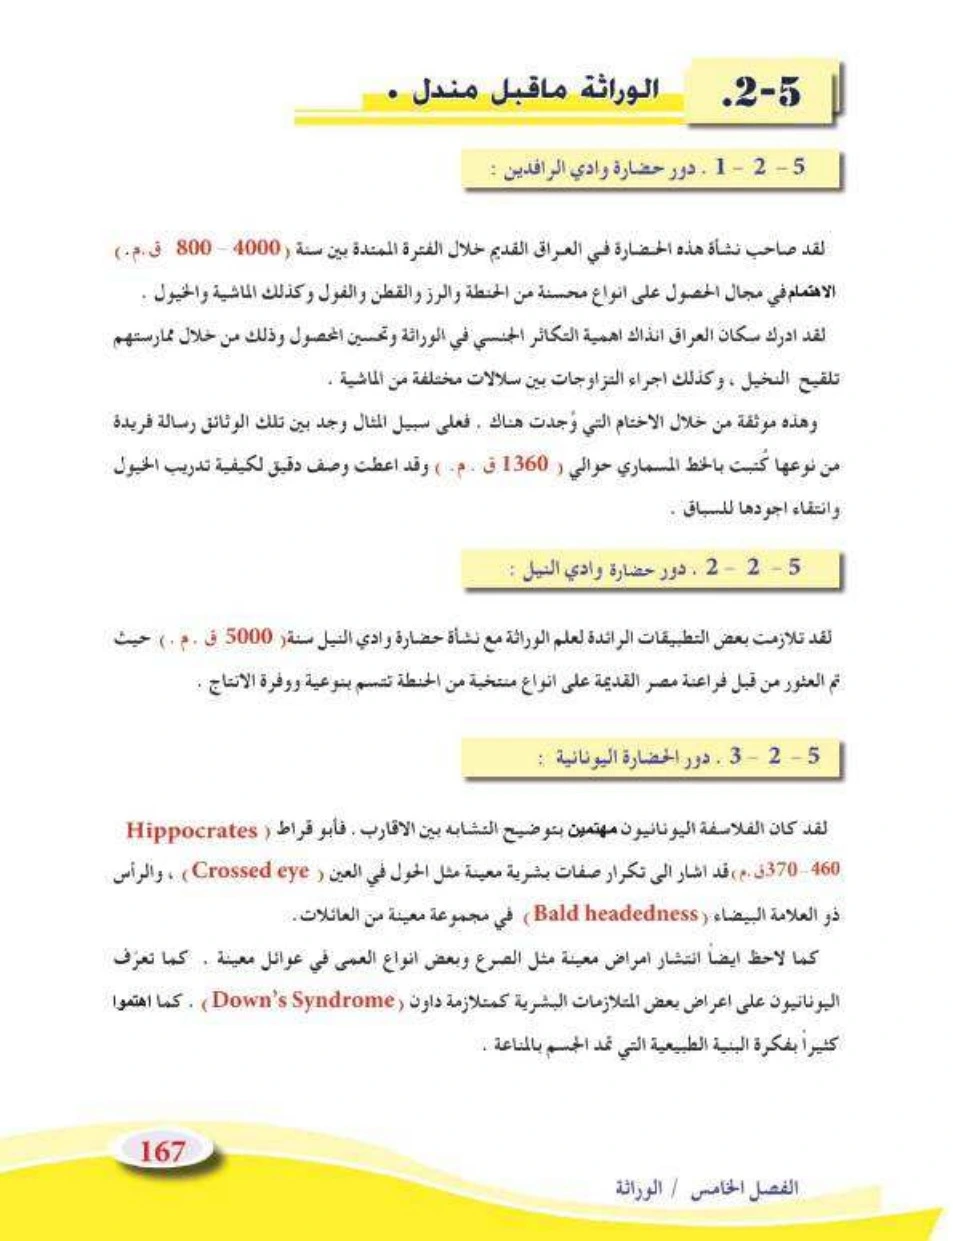 5-2. الوراثة ماقبل مندل .
5 - 2 - 1 . دور حضارة وادي الرافدين :
لقد صاحب نشأة هذه الحضارة في العراق القديم خلال الفترة الممتدة بين سنة ( 4000 - 800 ق.م. )
الاهتمام في مجال الحصول على انواع محسنة من الحنطة والرز والقطن والفول وكذلك الماشية والخيول .
لقد ادرك سكان العراق انذاك اهمية التكاثر الجنسي في الوراثة وتحسين المحصول وذلك من خلال ممارستهم
تلقيح النخيل ، وكذلك اجراء التزاوجات بين سلالات مختلفة من الماشية .
وهذه موثقة من خلال الاختام التي وُجدت هناك . فعلى سبيل المثال وجد بين تلك الوثائق رسالة فريدة
من نوعها كُتبت بالخط المسماري حوالي ( 1360 ق . م. ) وقد اعطت وصف دقيق لكيفية تدريب الخيول
وانتقاء اجودها للسباق .
5 - 2 - 2 . دور حضارة وادي النيل :
لقد تلازمت بعض التطبيقات الرائدة لعلم الوراثة مع نشأة حضارة وادي النيل سنة( 5000 ق . م . ) حيث
تم العثور من قبل فراعنة مصر القديمة على انواع منتخبة من الحنطة تتسم بنوعية ووفرة الانتاج .
5 - 2 - 3 . دور الحضارة اليونانية :
لقد كان الفلاسفة اليونانيون مهتمين بتوضيح التشابه بين الاقارب . فأبو قراط ( Hippocrates
460-370ق.م) قد اشار الى تكرار صفات بشرية معينة مثل الحول في العين ( Crossed eye ) ، والرأس
ذو العلامة البيضاء ( Bald headedness ) في مجموعة معينة من العائلات.
كما لاحظ ايضاً انتشار امراض معينة مثل الصرع وبعض انواع العمى في عوائل معينة . كما تعرّف
اليونانيون على اعراض بعض المتلازمات البشرية كمتلازمة داون ( Down's Syndrome ) . كما اهتموا
كثيراً بفكرة البنية الطبيعية التي تمد الجسم بالمناعة .
167
الفصل الخامس / الوراثة